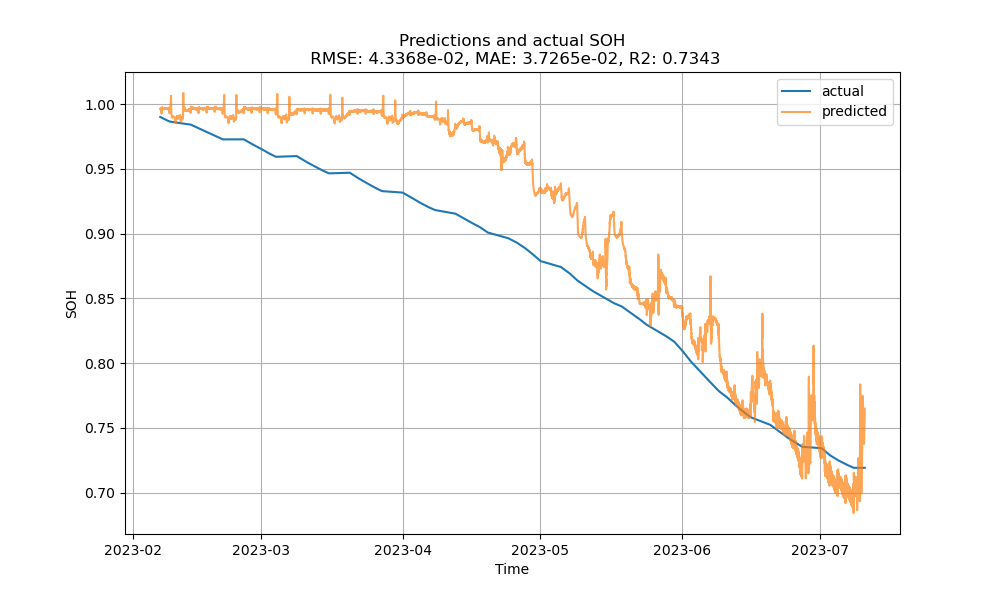 Predictions and actual SOH
RMSE: 4.3368e-02, MAE: 3.7265e-02, R2: 0.7343
actual
predicted
1.00
0.95
0.90
0.85
0.80
0.75
0.70
SOH
2023-02 2023-03 2023-04 2023-05 2023-06 2023-07
Time